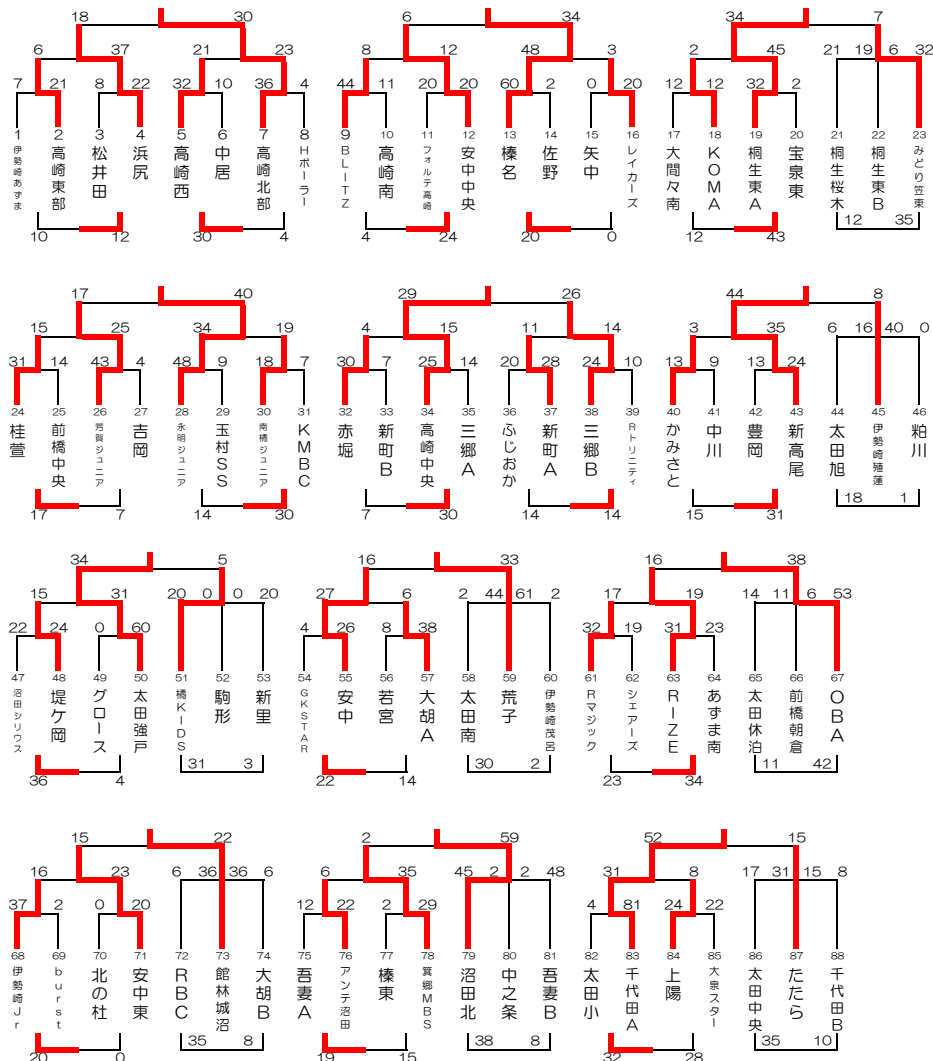 18 30 6 34 34 7
6 37 21 23 8 12 48 3 2 45 21 19 6 32
7 21 8 22 32 10 36 4 44 11 20 20 60 2 0 20 12 12 32 2
1 2 3 4 5 6 7 8 9 10 11 12 13 14 15 16 17 18 19 20 21 22 23
伊勢崎あずま
高崎東部
松井田
浜尻
高崎西
中居
高崎北部
Hボーラー
BLITZ
高崎南
フォルテ高崎
安中中央
榛名
佐野
矢中
レイカーズ
大間々南
KOMA
桐生東A
宝泉東
桐生桜木
桐生東B
みどり笠東
10 12 30 4 4 24 20 0 12 43 12 35
17 40 29 26 44 8
15 25 34 19 4 15 11 14 3 35 6 16 40 0
31 14 43 4 48 9 18 7 30 7 25 14 20 28 24 10 13 9 13 24
24 25 26 27 28 29 30 31 32 33 34 35 36 37 38 39 40 41 42 43 44 45 46
桂萱
前橋中央
芳賀ジュニア
吉岡
永明ジュニア
玉村SS
南橘ジュニア
KMBC
赤堀
新町B
高崎中央
三郷A
ふじおか
新町A
三郷B
Rトリニティ
かみさと
中川
豊岡
新高尾
太田旭
伊勢崎殖蓮
粕川
17 7 14 30 7 30 14 14 15 31 18 1
34 5 16 33 16 38
15 31 20 0 0 20 27 6 2 44 61 2 17 19 14 11 6 53
22 24 0 60 4 26 8 38 32 19 31 23
47 48 49 50 51 52 53 54 55 56 57 58 59 60 61 62 63 64 65 66 67
沼田シリウス
堤ケ岡
グロース
太田強戸
橘KIDS
駒形
新里
GKSTAR
安中
若宮
大胡A
太田南
荒子
伊勢崎茂呂
Rマジック
シェアーズ
RIZE
あずま南
太田休泊
前橋朝倉
OBA
36 4 31 3 22 14 30 2 23 34 11 42
15 22 2 59 52 15
16 23 6 36 36 6 6 35 45 2 2 48 31 8 17 31 15 8
37 2 0 20 12 22 2 29 4 81 24 22
68 69 70 71 72 73 74 75 76 77 78 79 80 81 82 83 84 85 86 87 88
伊勢崎Jr
burst
北の杜
安中東
RBC
館林城沼
大胡B
吾妻A
アンテ沼田
榛東
箕郷MBS
沼田北
中之条
吾妻B
太田小
千代田A
上陽
大泉スター
太田中央
たたら
千代田B
20 0 35 8 19 15 38 8 32 28 35 10